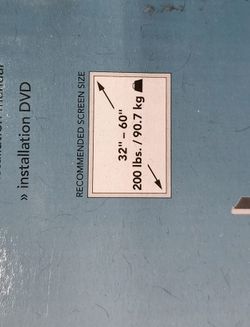 » installation DVD
RECOMMENDED SCREEN SIZE
32" – 60"
200 lbs. / 90.7 kg